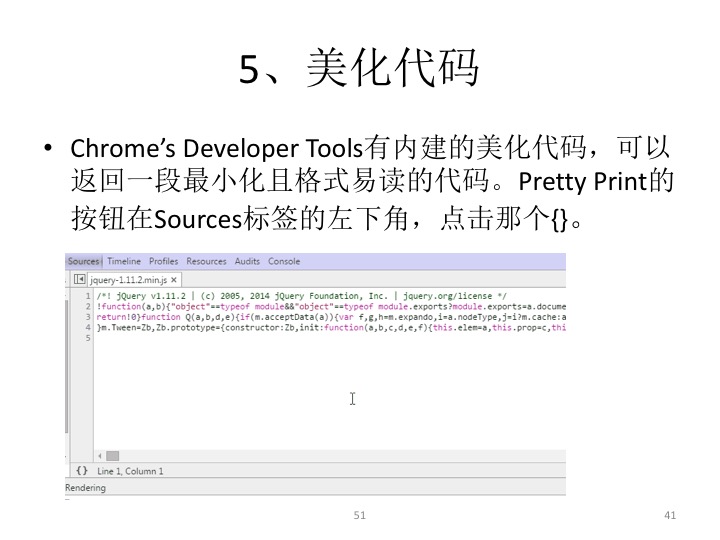 5、美化代码
• Chrome’s Developer Tools有内建的美化代码，可以
返回一段最小化且格式易读的代码。Pretty Print的
按钮在Sources标签的左下角，点击那个{}。
Sources Timeline Profiles Resources Audits Console
jquery-1.11.2.min.js ×
1 /*! jQuery v1.11.2 | (c) 2005, 2014 jQuery Foundation, Inc. | jquery.org/license */
2 !function(a,b){"object"==typeof module&&"object"==typeof module.exports?module.exports=a.docume
3 return!0}function Q(a,b,d,e){if(m.acceptData(a)){var f,g,h=m.expando,i=a.nodeType,j=i?m.cache:a
4 }m.Tween=Zb,Zb.prototype={constructor:Zb,init:function(a,b,c,d,e,f){this.elem=a,this.prop=c,thi
5
{} Line 1, Column 1
Rendering
51
41